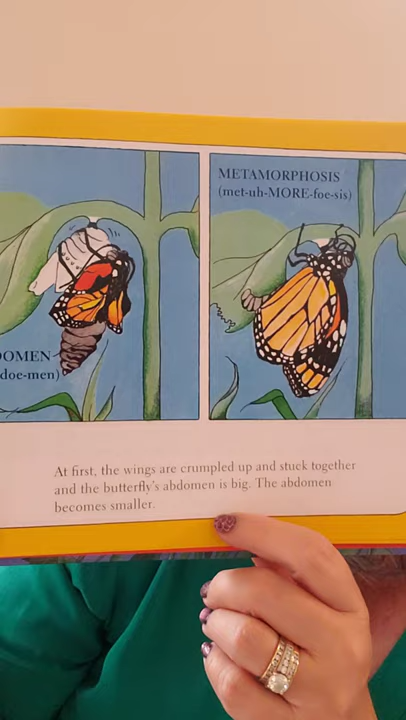 METAMORPHOSIS
(met-uh-MORE-foe-sis)
DOMEN
doe-men)
At first, the wings are crumpled up and stuck together
and the butterfly's abdomen is big. The abdomen
becomes smaller.